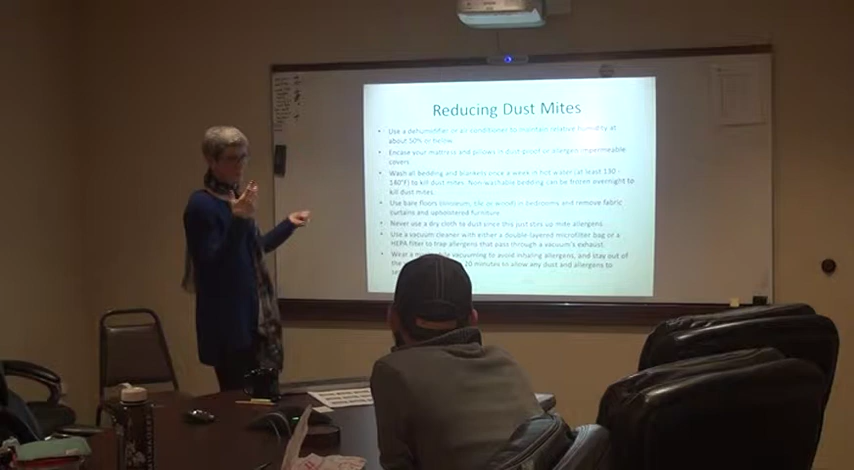 Reducing Dust Mites
• Use a dehumidifier or air conditioner to maintain relative humidity at
about 50% or below.
• Encase your mattress and pillows in dust-proof or allergen impermeable
covers
• Wash all bedding and blankets once a week in hot water (at least 130 -
140°F) to kill dust mites. Non-washable bedding can be frozen overnight to
kill dust mites.
• Use bare floors (linoleum, tile or wood) in bedrooms and remove fabric
curtains and upholstered furniture.
• Never use a dry cloth to dust since this just stirs up mite allergens
• Use a vacuum cleaner with either a double-layered microfilter bag or a
HEPA filter to trap allergens that pass through a vacuum's exhaust.
• Wear a vacuuming to avoid inhaling allergens, and stay out of
the 20 minutes to allow any dust and allergens to